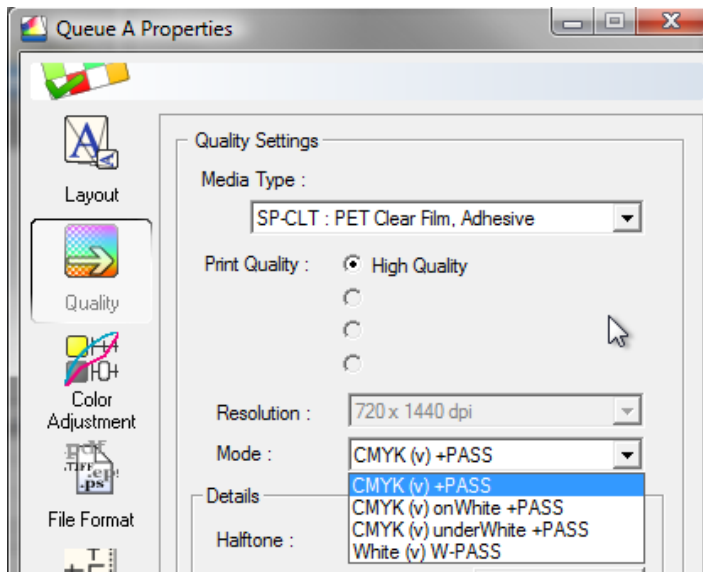 Queue A Properties
Layout
Quality
Color
Adjustment
File Format
Quality Settings
Media Type :
SP-CLT : PET Clear Film, Adhesive
Print Quality :
High Quality
Resolution :
720 x 1440 dpi
Mode :
CMYK (v) +PASS
CMYK (v) +PASS
CMYK (v) onWhite +PASS
CMYK (v) underWhite +PASS
White (v) W-PASS
Details
Halftone :